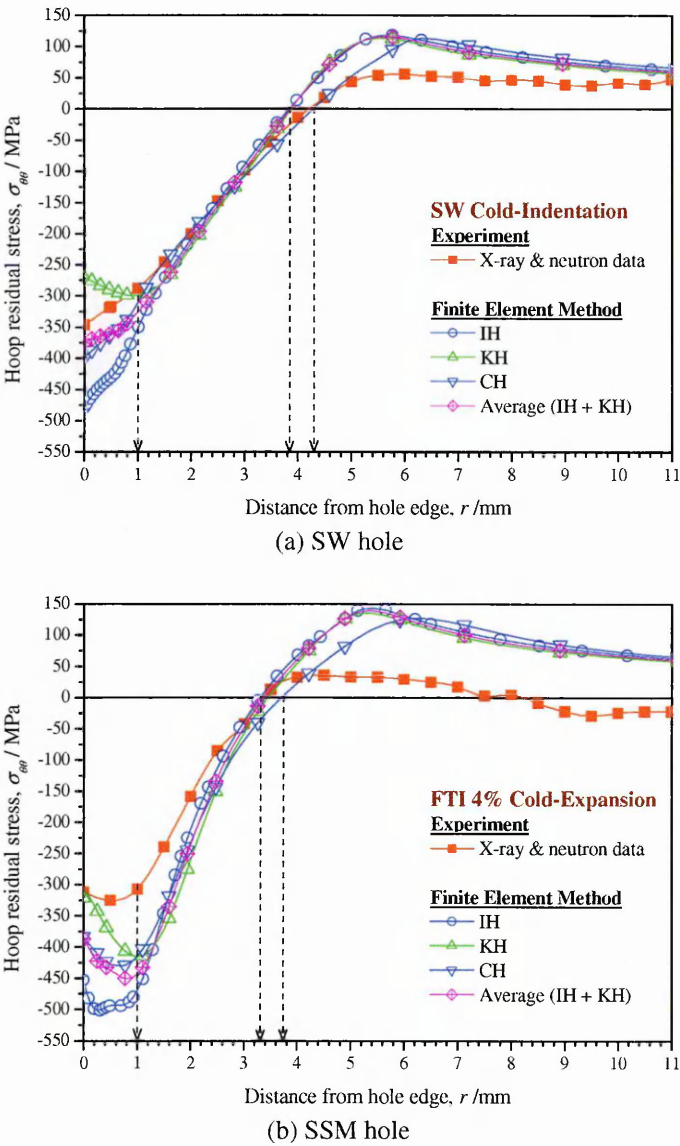 150
100
50
0
-50
-100
-150
-200
-250
-300
-350
-400
-450
-500
-550
Hoop residual stress, σθθ / MPa
SW Cold-Indentation
Experiment
X-ray & neutron data
Finite Element Method
IH
KH
CH
Average (IH + KH)
0 1 2 3 4 5 6 7 8 9 10 11
Distance from hole edge, r /mm
(a) SW hole
150
100
50
0
-50
-100
-150
-200
-250
-300
-350
-400
-450
-500
-550
Hoop residual stress, σθθ / MPa
FTI 4% Cold-Expansion
Experiment
X-ray & neutron data
Finite Element Method
IH
KH
CH
Average (IH + KH)
0 1 2 3 4 5 6 7 8 9 10 11
Distance from hole edge, r /mm
(b) SSM hole